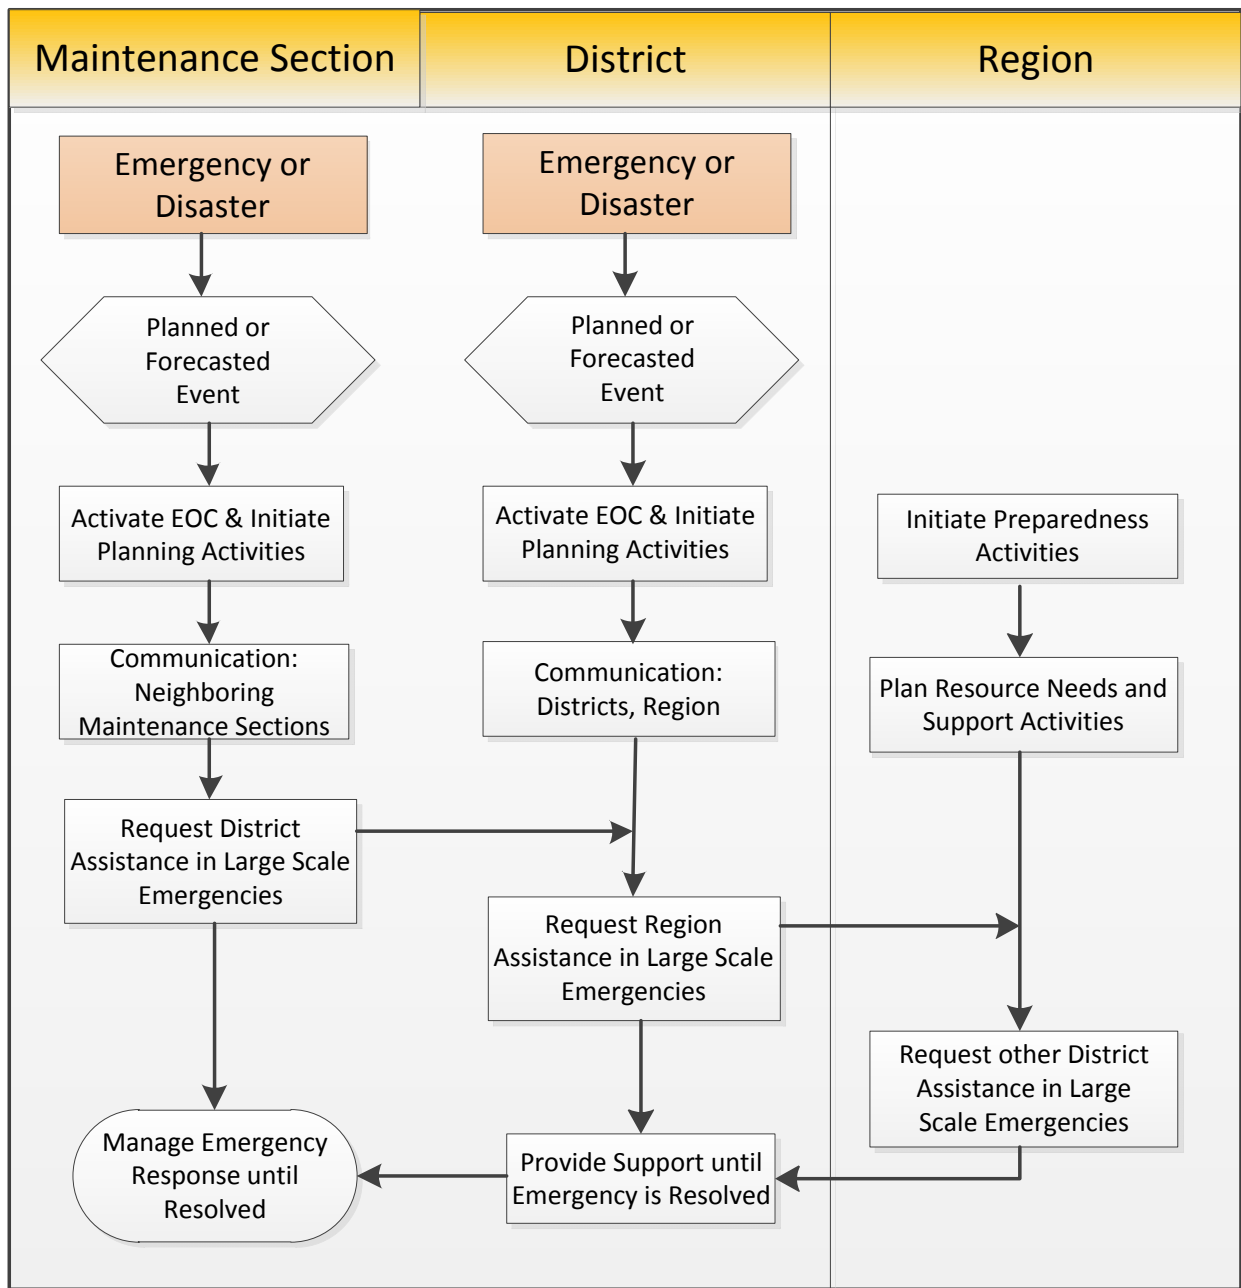 Maintenance Section
District
Region
Emergency or
Disaster
Emergency or
Disaster
Planned or
Forecasted
Event
Planned or
Forecasted
Event
Activate EOC & Initiate
Planning Activities
Activate EOC & Initiate
Planning Activities
Initiate Preparedness
Activities
Communication:
Neighboring
Maintenance Sections
Communication:
Districts, Region
Plan Resource Needs and
Support Activities
Request District
Assistance in Large Scale
Emergencies
Request Region
Assistance in Large Scale
Emergencies
Request other District
Assistance in Large
Scale Emergencies
Manage Emergency
Response until
Resolved
Provide Support until
Emergency is Resolved